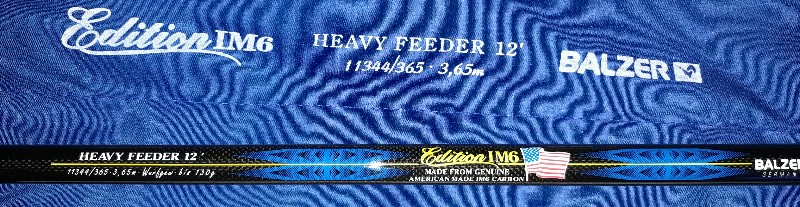 Edition IM6
HEAVY FEEDER 12'
11344/365 · 3,65m
BALZER
HEAVY FEEDER 12'
11344/365 · 3,65m · Wurfgew. bis 130g
Edition IM6
MADE FROM GENUINE
AMERICAN MADE IM6 CARBON
BALZER
GERMAN